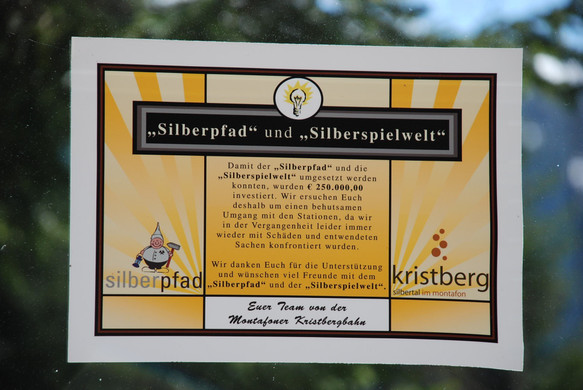 „Silberpfad“ und „Silberspielwelt“
Damit der „Silberpfad“ und die
„Silberspielwelt“ umgesetzt werden
konnten, wurden € 250.000,00
investiert. Wir ersuchen Euch
deshalb um einen behutsamen
Umgang mit den Stationen, da wir
in der Vergangenheit leider immer
wieder mit Schäden und entwendeten
Sachen konfrontiert wurden.
Wir danken Euch für die Unterstützung
und wünschen viel Freunde mit dem
„Silberpfad“ und der „Silberspielwelt“.
silberpfad
kristberg
silbertal im montafon
Euer Team von der
Montafoner Kristbergbahn